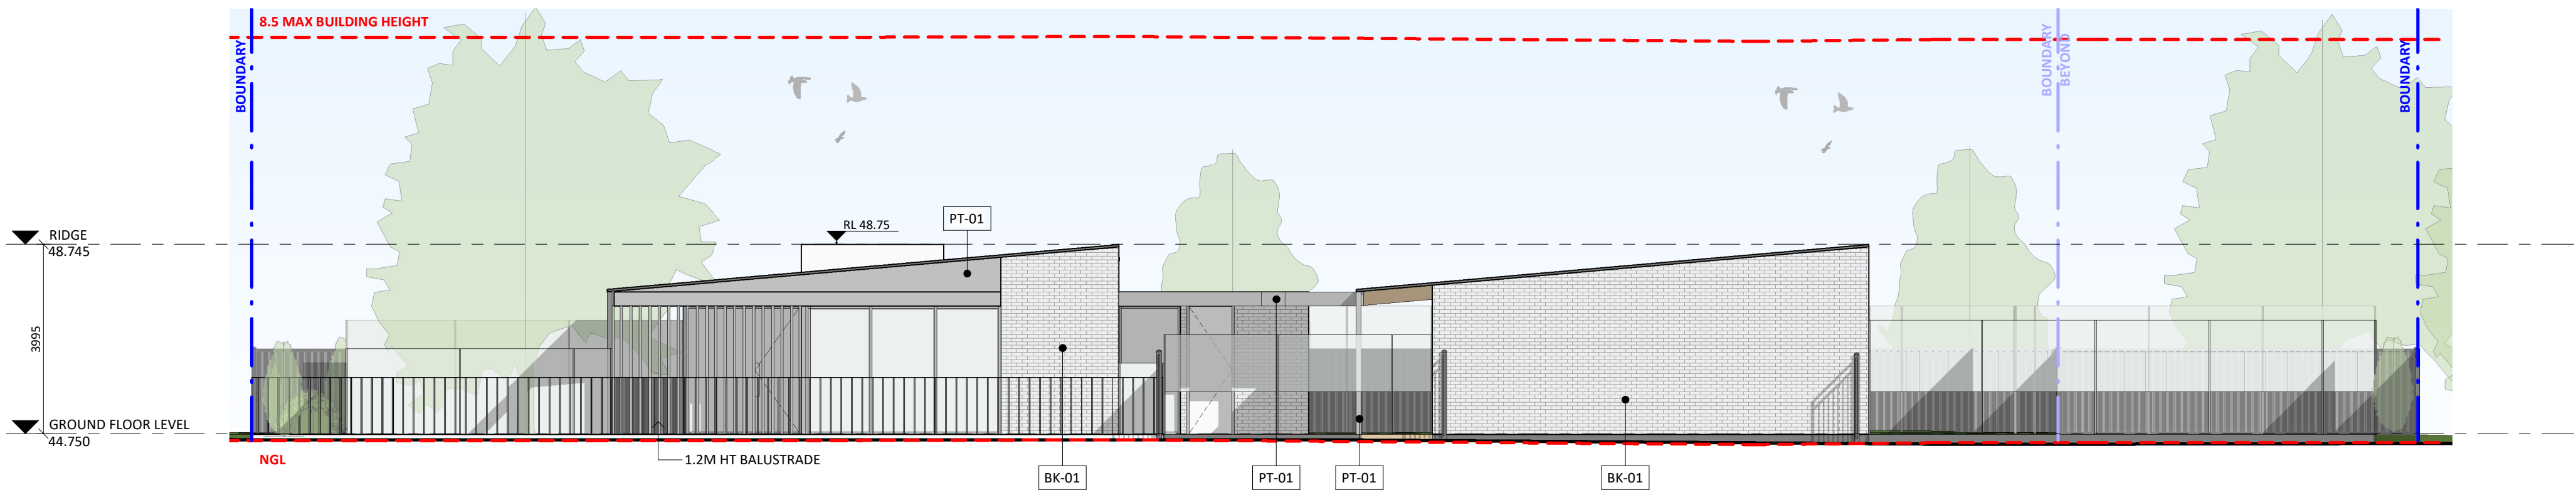 8.5 MAX BUILDING HEIGHT
BOUNDARY
BOUNDARY
BEYOND
BOUNDARY
PT-01
RL 48.75
RIDGE
48.745
3995
GROUND FLOOR LEVEL
44.750
NGL
1.2M HT BALUSTRADE
BK-01
PT-01
PT-01
BK-01